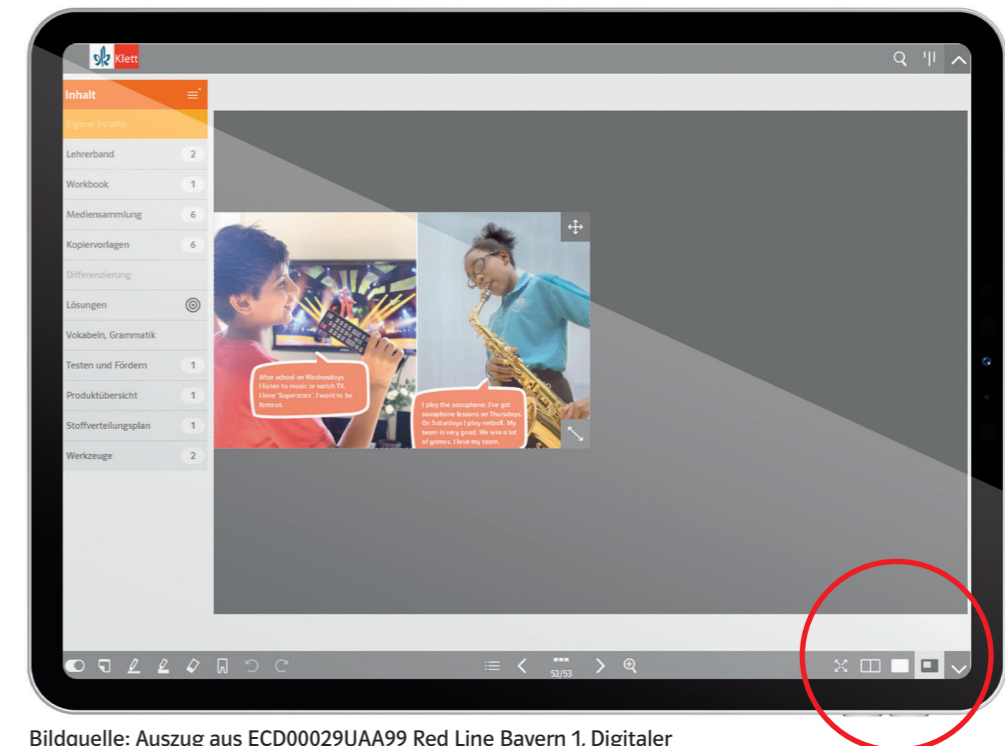 Klett
Inhalt
Eigene Inhalte
Lehrerband 2
Workbook 1
Mediensammlung 6
Kopiervorlagen 6
Differenzierung
Lösungen
Vokabeln, Grammatik
Testen und Fördern 1
Produktübersicht 1
Stoffverteilungsplan 1
Werkzeuge 2
After school on Wednesdays
I listen to music or watch TV.
I love 'Superstars'. I want to be
famous.
I play the saxophone. I've got
saxophone lessons on Thursdays.
On Saturdays I play netball. My
team is very good. We win a lot
of games. I love my team.
52/53
Bildquelle: Auszug aus ECD00029UAA99 Red Line Bayern 1, Digitaler